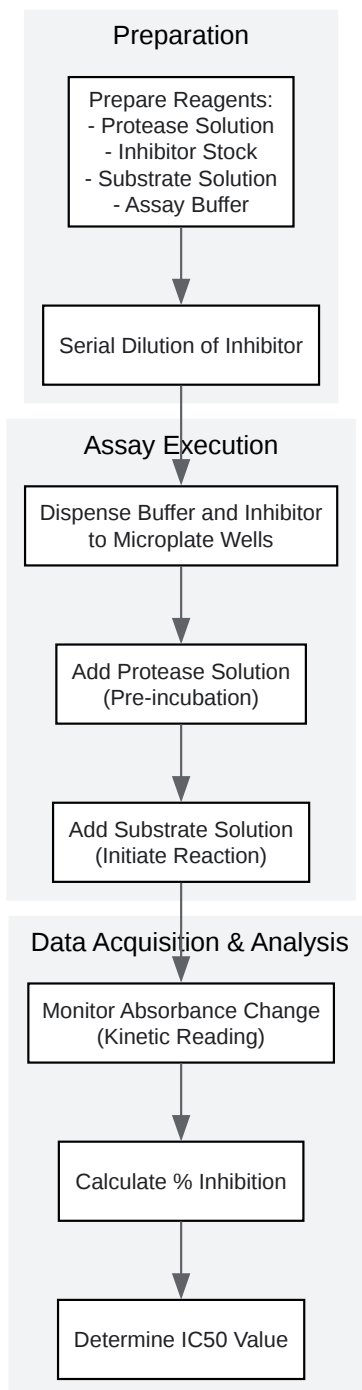 Preparation
Prepare Reagents:
- Protease Solution
- Inhibitor Stock
- Substrate Solution
- Assay Buffer
Serial Dilution of Inhibitor
Assay Execution
Dispense Buffer and Inhibitor
to Microplate Wells
Add Protease Solution
(Pre-incubation)
Add Substrate Solution
(Initiate Reaction)
Data Acquisition & Analysis
Monitor Absorbance Change
(Kinetic Reading)
Calculate % Inhibition
Determine IC50 Value